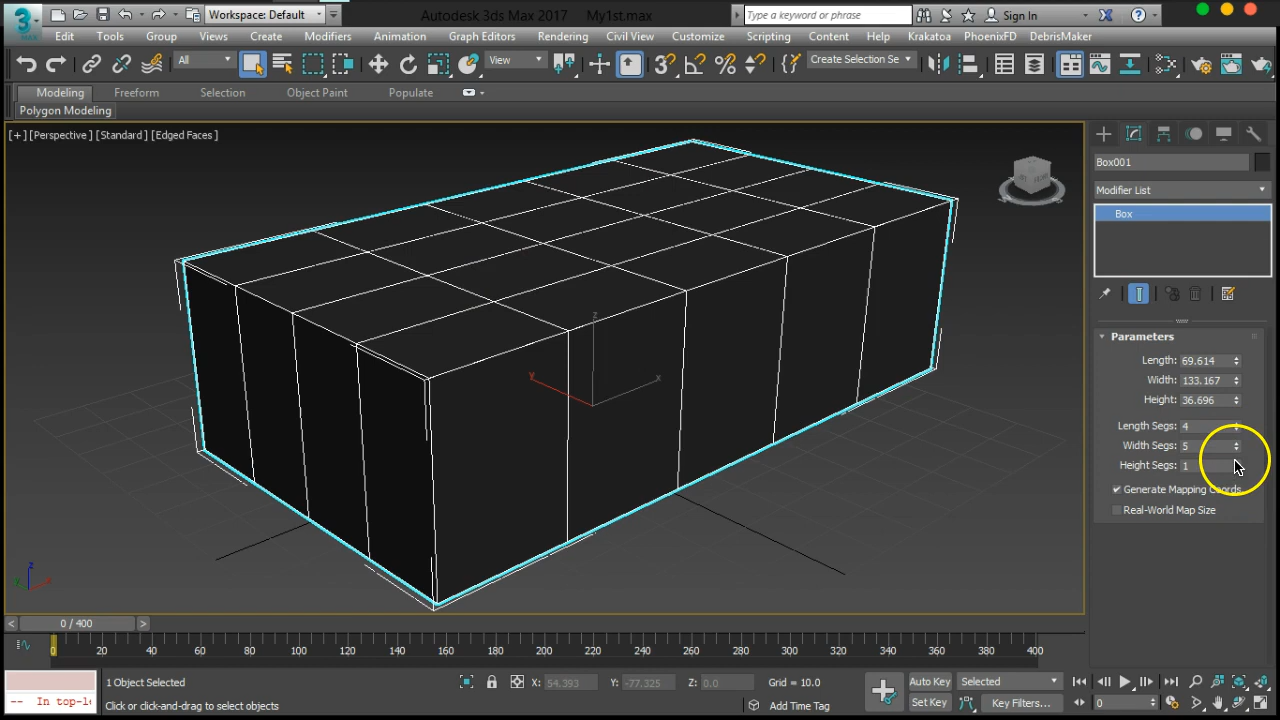 Workspace: Default
Autodesk 3ds Max 2017 My1st.max
Type a keyword or phrase
Sign In
3
MAX
Edit Tools Group Views Create Modifiers Animation Graph Editors Rendering Civil View Customize Scripting Content Help Krakatoa PhoenixFD DebrisMaker
All
View
Create Selection Se
Modeling Freeform Selection Object Paint Populate
Polygon Modeling
[+] [Perspective] [Standard] [Edged Faces]
Box001
Modifier List
Box
Parameters
Length: 69.614
Width: 133.167
Height: 36.696
Length Segs: 4
Width Segs: 5
Height Segs: 1
Generate Mapping Coords
Real-World Map Size
z
y
x
z
y
x
< 0 / 400 >
0 20 40 60 80 100 120 140 160 180 200 220 240 260 280 300 320 340 360 380 400
1 Object Selected
X: 54.393 Y: -77.325 Z: 0.0 Grid = 10.0
Auto Key Selected
-- In top-le
Click or click-and-drag to select objects
Add Time Tag
Set Key Key Filters... 0